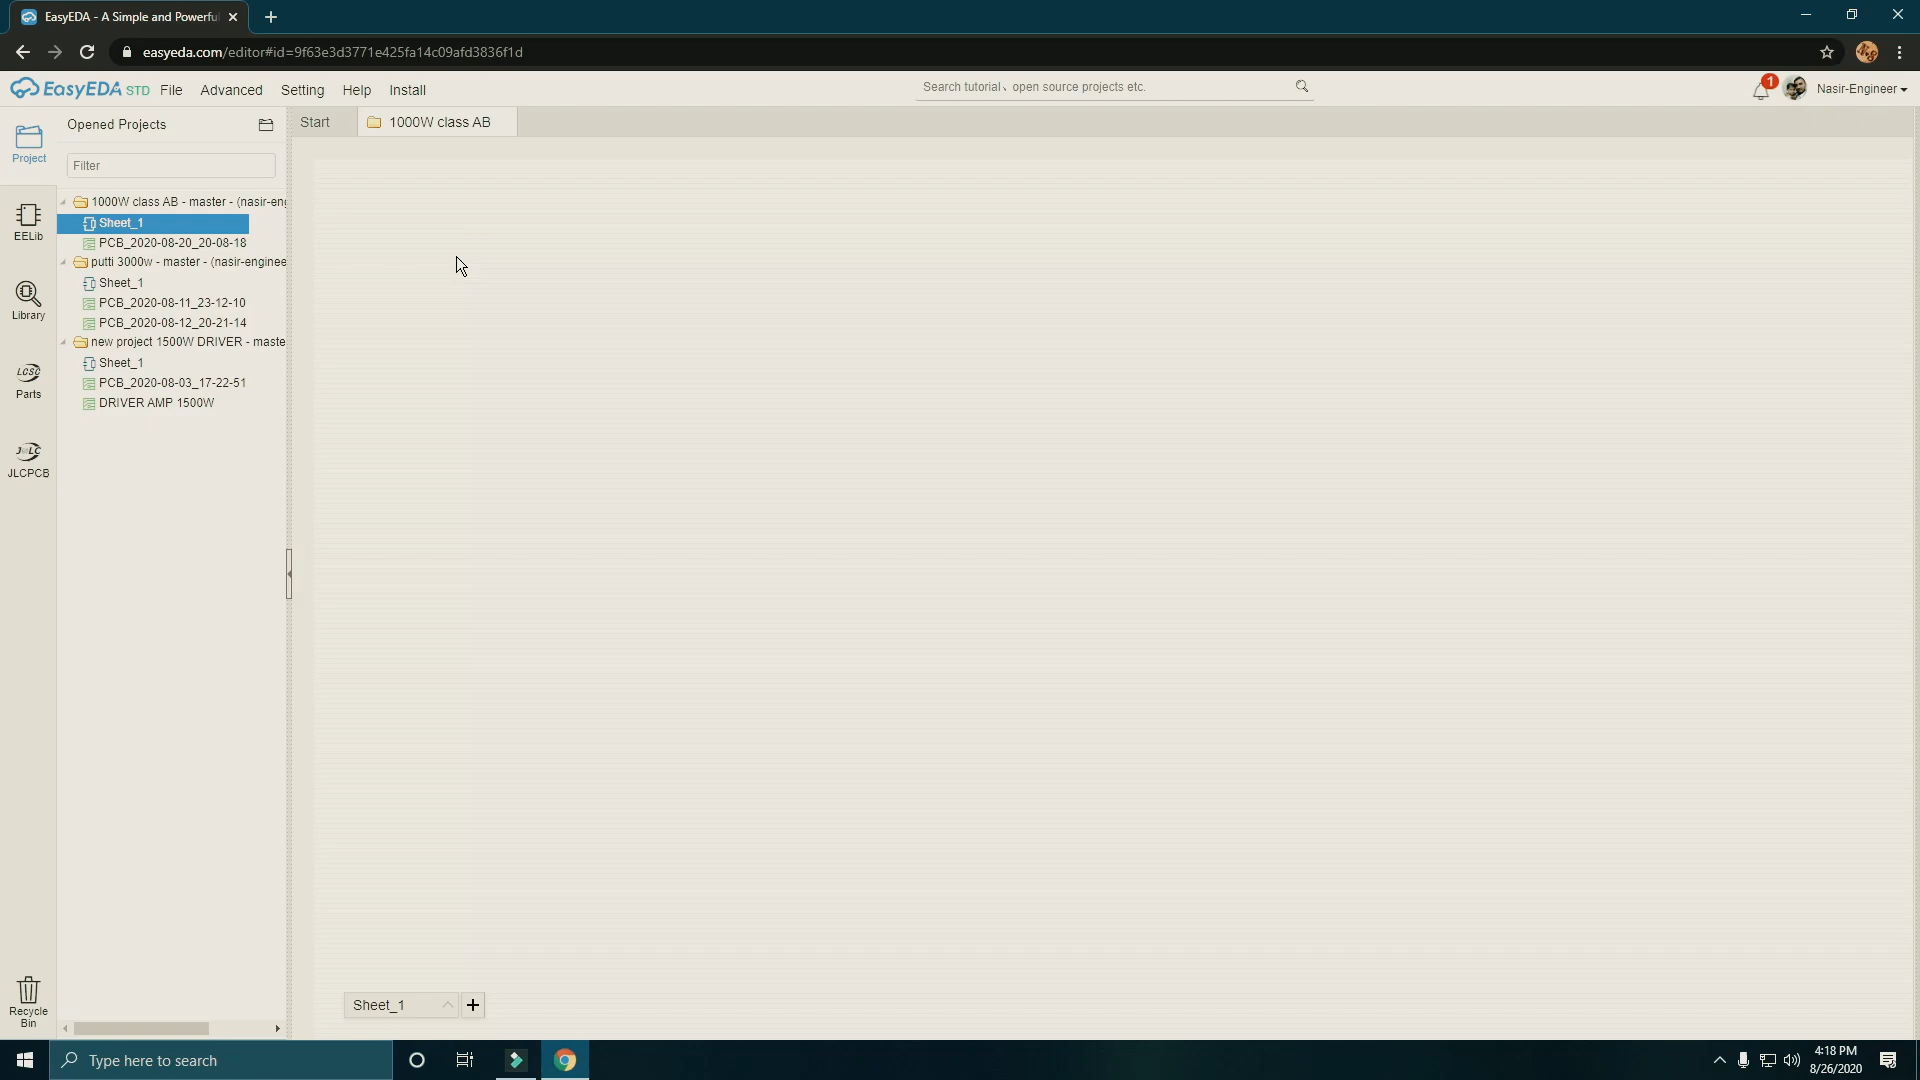 EasyEDA - A Simple and Powerful
easyeda.com/editor#id=9f63e3d3771e425fa14c09afd3836f1d
EasyEDA STD File Advanced Setting Help Install
Search tutorial、open source projects etc.
1
Nasir-Engineer
Opened Projects
Start
1000W class AB
Project
Filter
1000W class AB - master - (nasir-eng
Sheet_1
EELib
PCB_2020-08-20_20-08-18
putti 3000w - master - (nasir-enginee
Sheet_1
PCB_2020-08-11_23-12-10
Library
PCB_2020-08-12_20-21-14
new project 1500W DRIVER - maste
Sheet_1
LCSC
PCB_2020-08-03_17-22-51
Parts
DRIVER AMP 1500W
JLCPCB
Sheet_1
Recycle
Bin
Type here to search
4:18 PM
8/26/2020